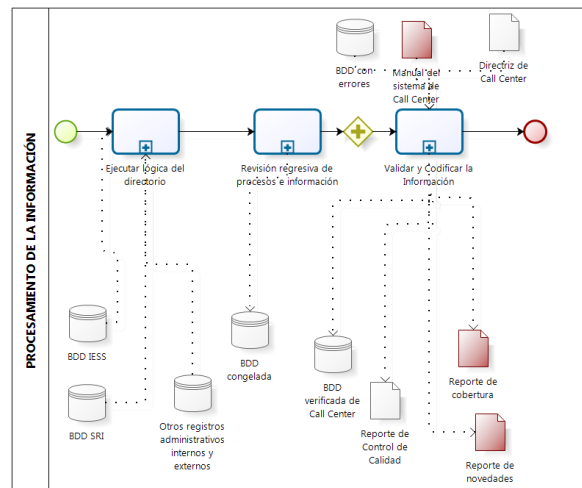 PROCESAMIENTO DE LA INFORMACIÓN
BDD con
errores
Manual del
sistema de
Call Center
Directriz de
Call Center
Ejecutar lógica del
directorio
Revisión regresiva de
procesos e información
Validar y Codificar la
Información
BDD IESS
BDD SRI
Otros registros
administrativos
internos y
externos
BDD
congelada
BDD
verificada de
Call Center
Reporte de
Control de
Calidad
Reporte de
cobertura
Reporte de
novedades